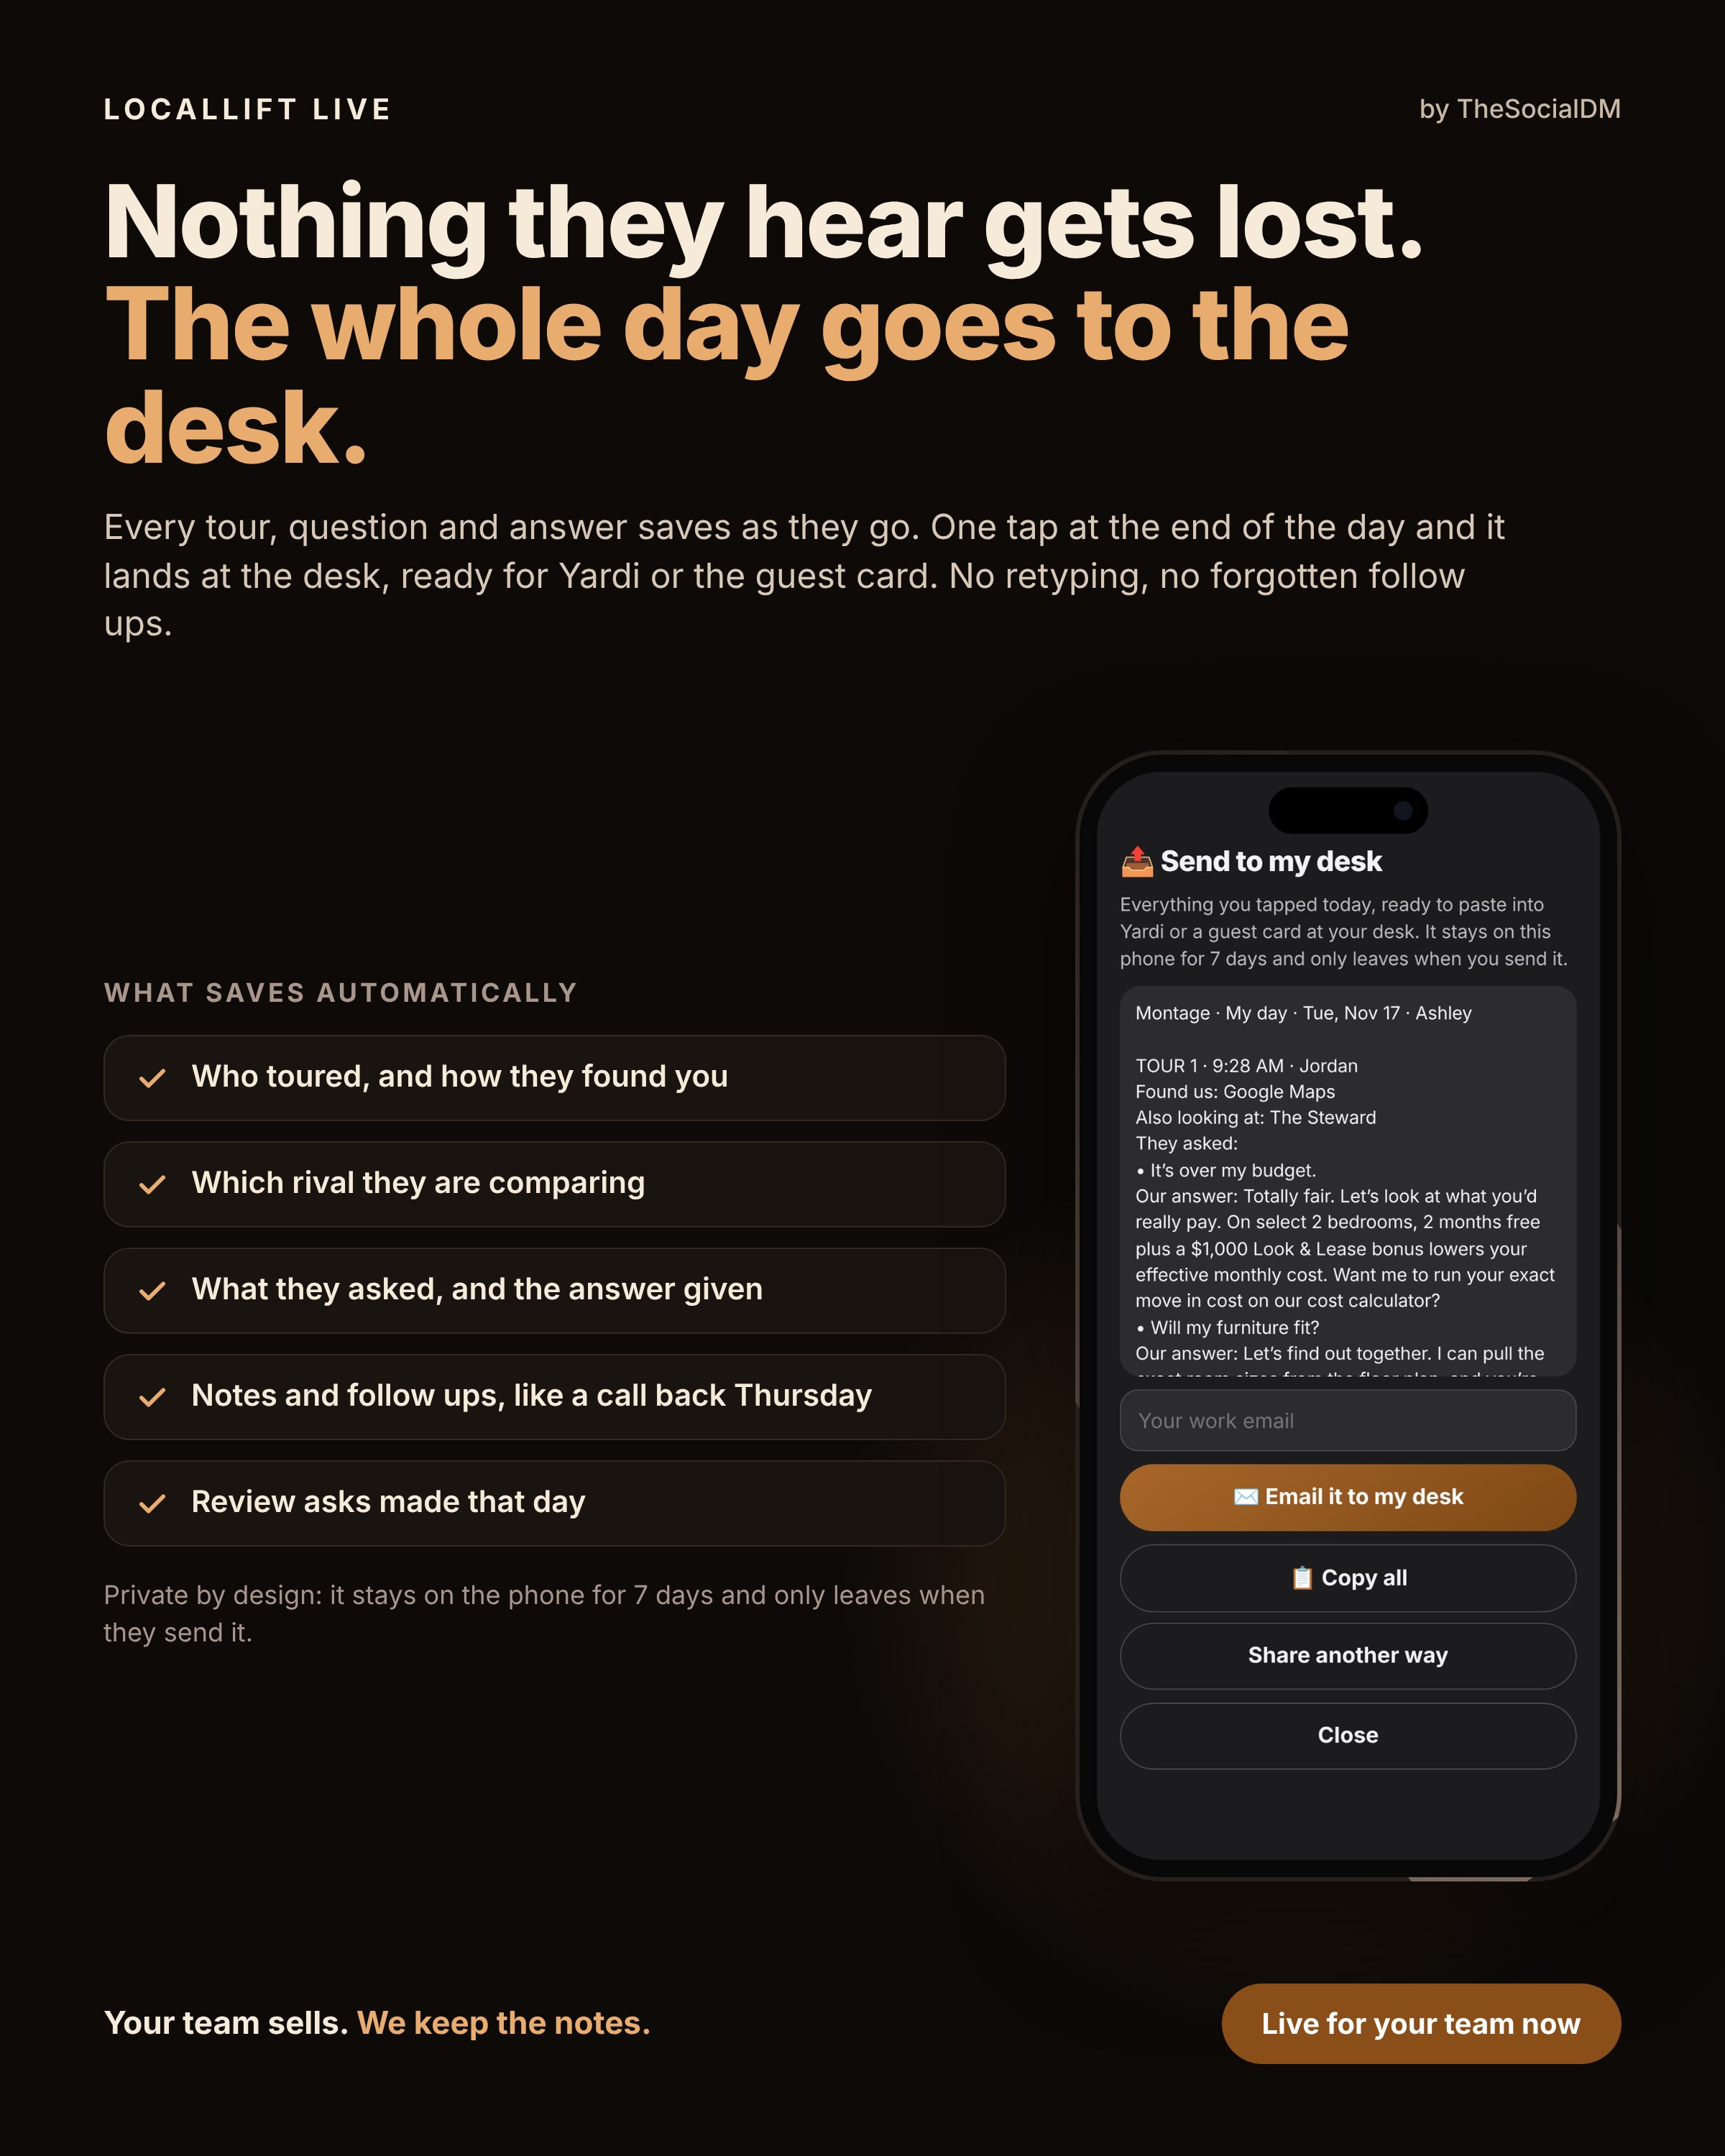 LOCALLIFT LIVE
by TheSocialDM
Nothing they hear gets lost.
The whole day goes to the
desk.
Every tour, question and answer saves as they go. One tap at the end of the day and it
lands at the desk, ready for Yardi or the guest card. No retyping, no forgotten follow
ups.
WHAT SAVES AUTOMATICALLY
Who toured, and how they found you
Which rival they are comparing
What they asked, and the answer given
Notes and follow ups, like a call back Thursday
Review asks made that day
Private by design: it stays on the phone for 7 days and only leaves when
they send it.
Send to my desk
Everything you tapped today, ready to paste into
Yardi or a guest card at your desk. It stays on this
phone for 7 days and only leaves when you send it.
Montage · My day · Tue, Nov 17 · Ashley
TOUR 1 · 9:28 AM · Jordan
Found us: Google Maps
Also looking at: The Steward
They asked:
• It’s over my budget.
Our answer: Totally fair. Let’s look at what you’d
really pay. On select 2 bedrooms, 2 months free
plus a $1,000 Look & Lease bonus lowers your
effective monthly cost. Want me to run your exact
move in cost on our cost calculator?
• Will my furniture fit?
Our answer: Let’s find out together. I can pull the
Your work email
Email it to my desk
Copy all
Share another way
Close
Your team sells. We keep the notes.
Live for your team now